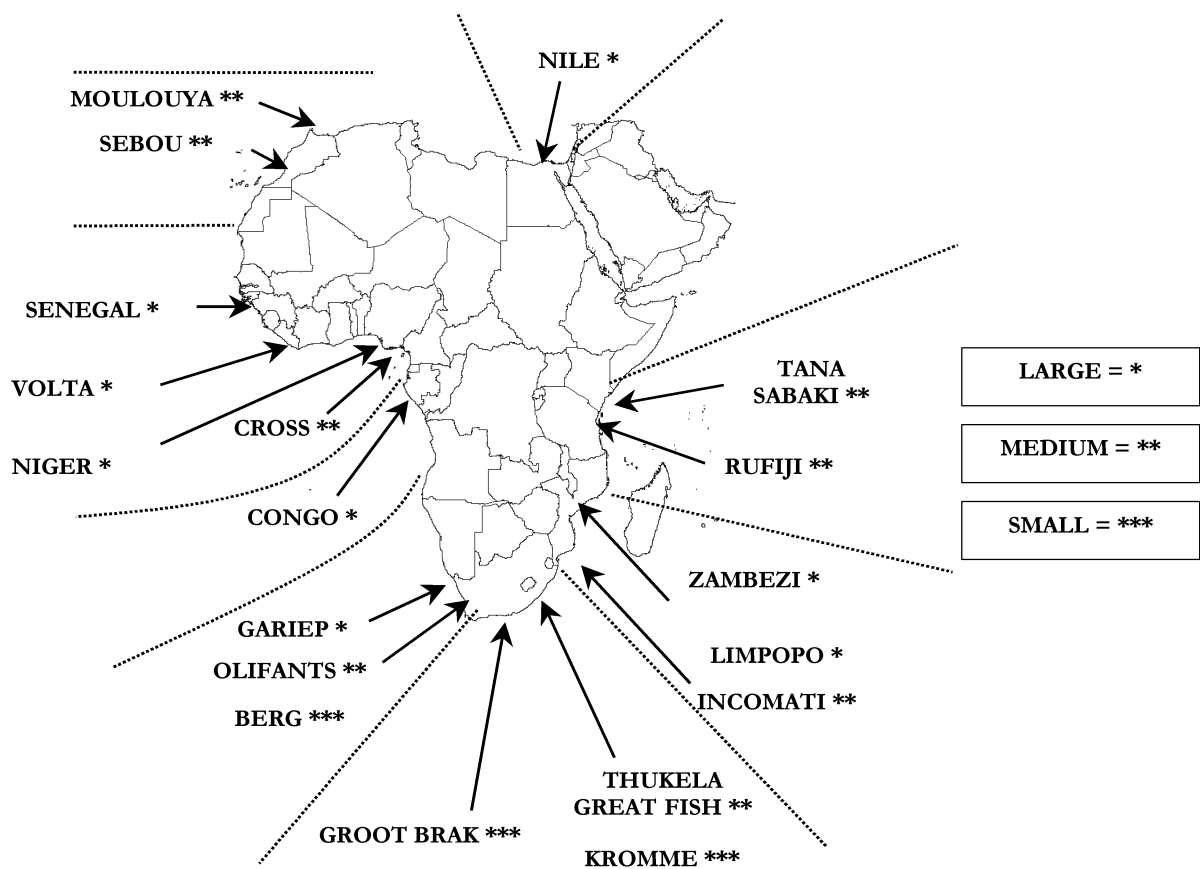 NILE *
MOULOUYA **
SEBOU **
SENEGAL *
VOLTA *
CROSS **
NIGER *
CONGO *
TANA
SABAKI **
RUFIJI **
LARGE = *
MEDIUM = **
SMALL = ***
ZAMBEZI *
GARIEP *
OLIFANTS **
BERG ***
LIMPOPO *
INCOMATI **
THUKELA
GREAT FISH **
GROOT BRAK ***
KROMME ***